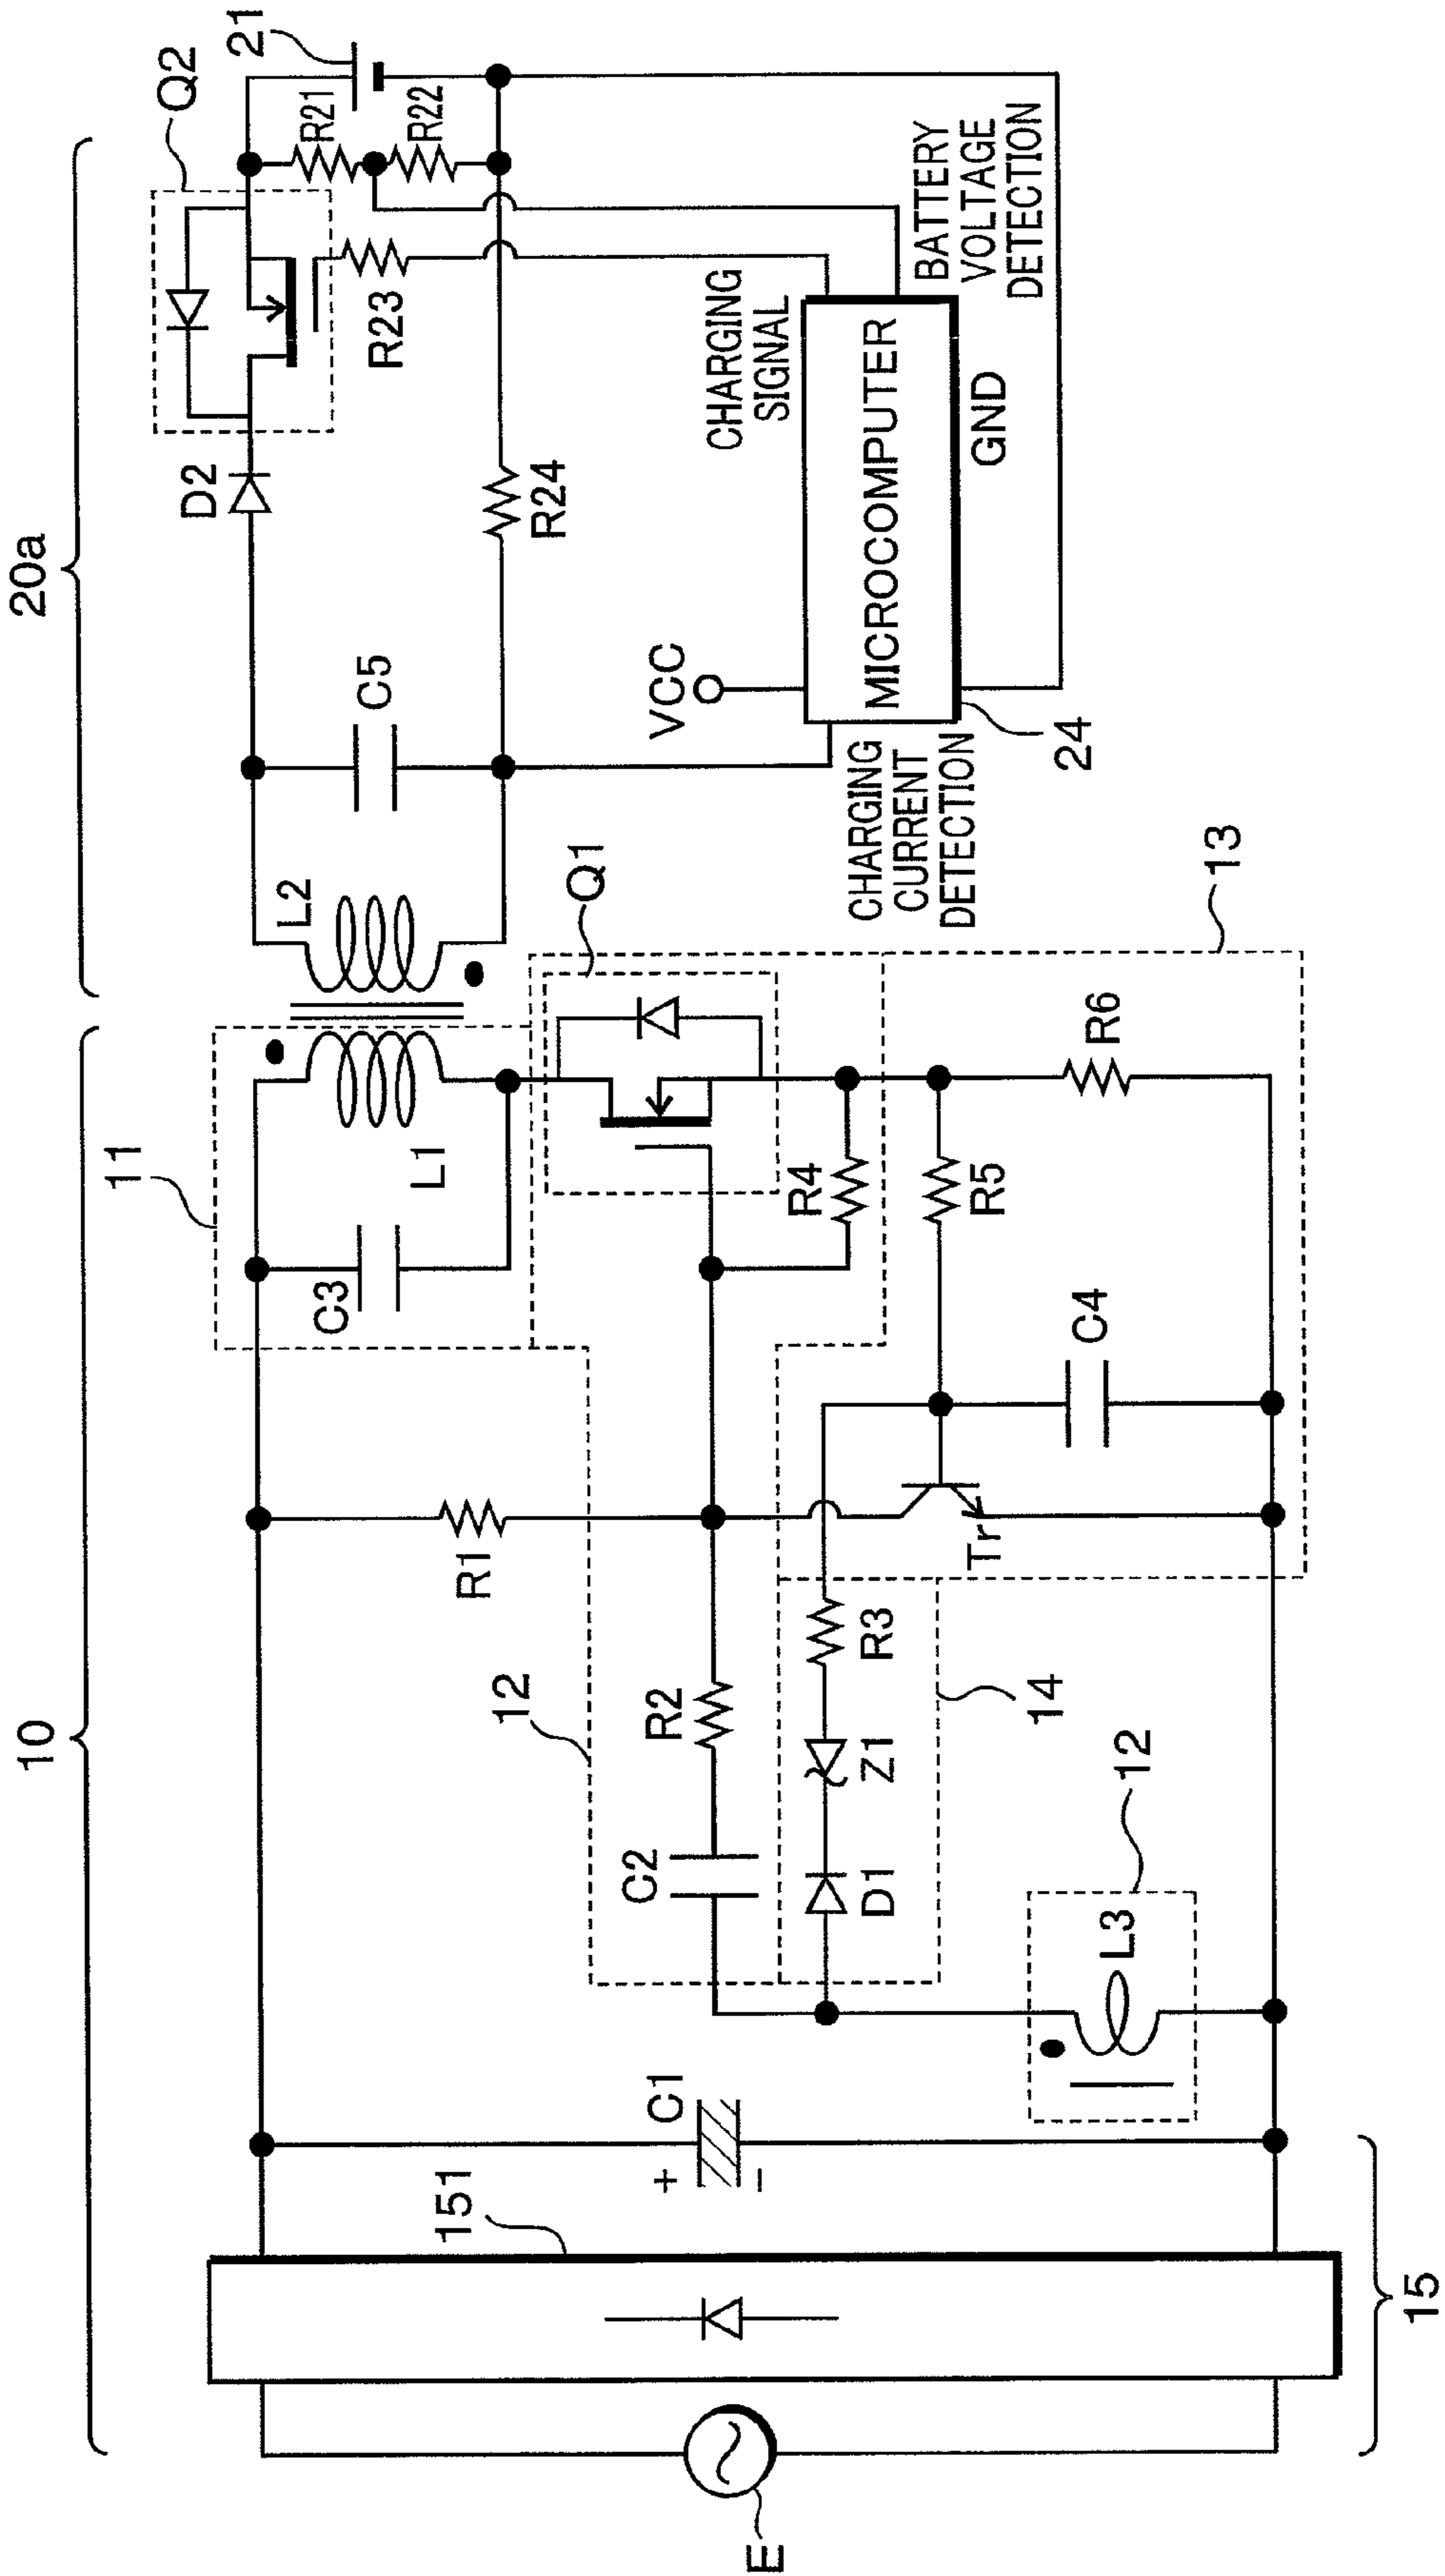 10
20a
11
C3
L1
L2
C5
D2
Q2
21
R21
R22
R23
R24
Q1
VCC
CHARGING
SIGNAL
MICROCOMPUTER
BATTERY
VOLTAGE
DETECTION
GND
CHARGING
CURRENT
DETECTION
24
13
R1
R2
C2
12
R4
R5
R6
C4
Tr
R3
Z1
D1
14
12
L3
C1
+
−
151
15
E